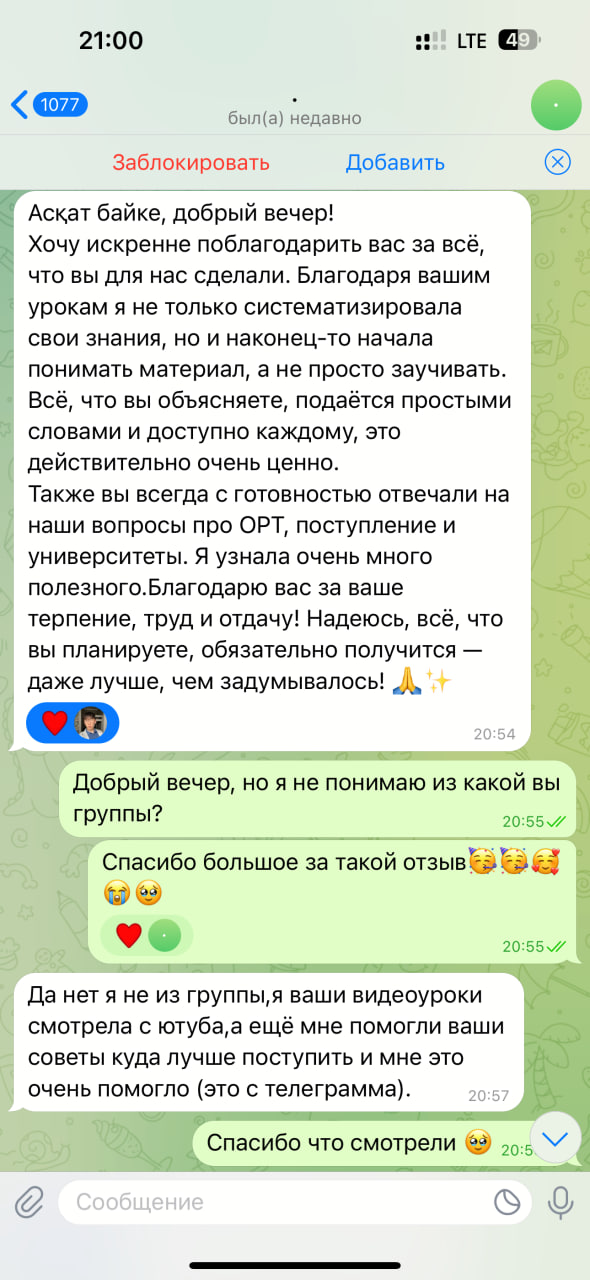 21:00
LTE
49
1077
.
был(а) недавно
Заблокировать
Добавить
Асқат байке, добрый вечер!
Хочу искренне поблагодарить вас за всё,
что вы для нас сделали. Благодаря вашим
урокам я не только систематизировала
свои знания, но и наконец-то начала
понимать материал, а не просто заучивать.
Всё, что вы объясняете, подаётся простыми
словами и доступно каждому, это
действительно очень ценно.
Также вы всегда с готовностью отвечали на
наши вопросы про ОРТ, поступление и
университеты. Я узнала очень много
полезного.Благодарю вас за ваше
терпение, труд и отдачу! Надеюсь, всё, что
вы планируете, обязательно получится —
даже лучше, чем задумывалось! 🙏✨
20:54
Добрый вечер, но я не понимаю из какой вы
группы?
20:55
Спасибо большое за такой отзыв🥳🥳🥰
😭🥹
20:55
Да нет я не из группы,я ваши видеоуроки
смотрела с ютуба,а ещё мне помогли ваши
советы куда лучше поступить и мне это
очень помогло (это с телеграмма).
20:57
Спасибо что смотрели 🥹
Сообщение